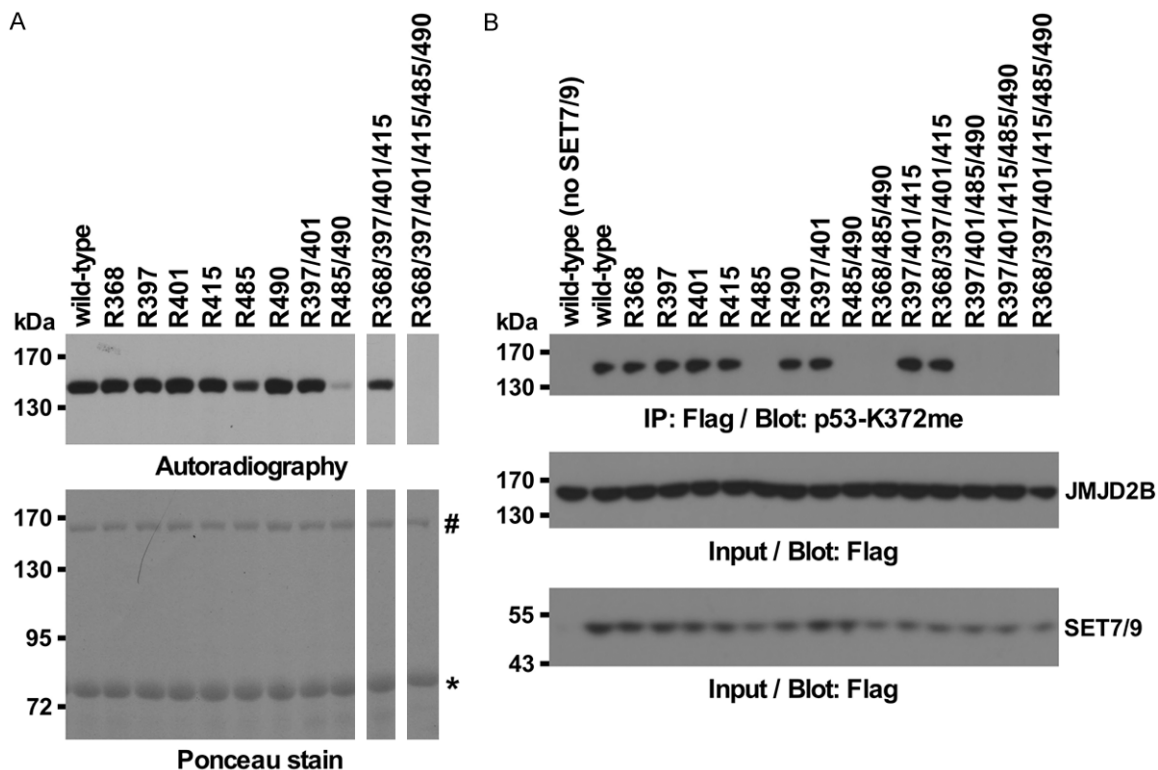 A
wild-type
R368
R397
R401
R415
R485
R490
R397/401
R485/490
R368/397/401/415
R368/397/401/415/485/490
kDa
170
130
Autoradiography
170
130
95
72
#
*
Ponceau stain
B
wild-type (no SET7/9)
wild-type
R368
R397
R401
R415
R485
R490
R397/401
R485/490
R368/485/490
R397/401/415
R368/397/401/415
R397/401/485/490
R397/401/415/485/490
R368/397/401/415/485/490
kDa
170
130
IP: Flag / Blot: p53-K372me
170
130
JMJD2B
Input / Blot: Flag
55
43
SET7/9
Input / Blot: Flag